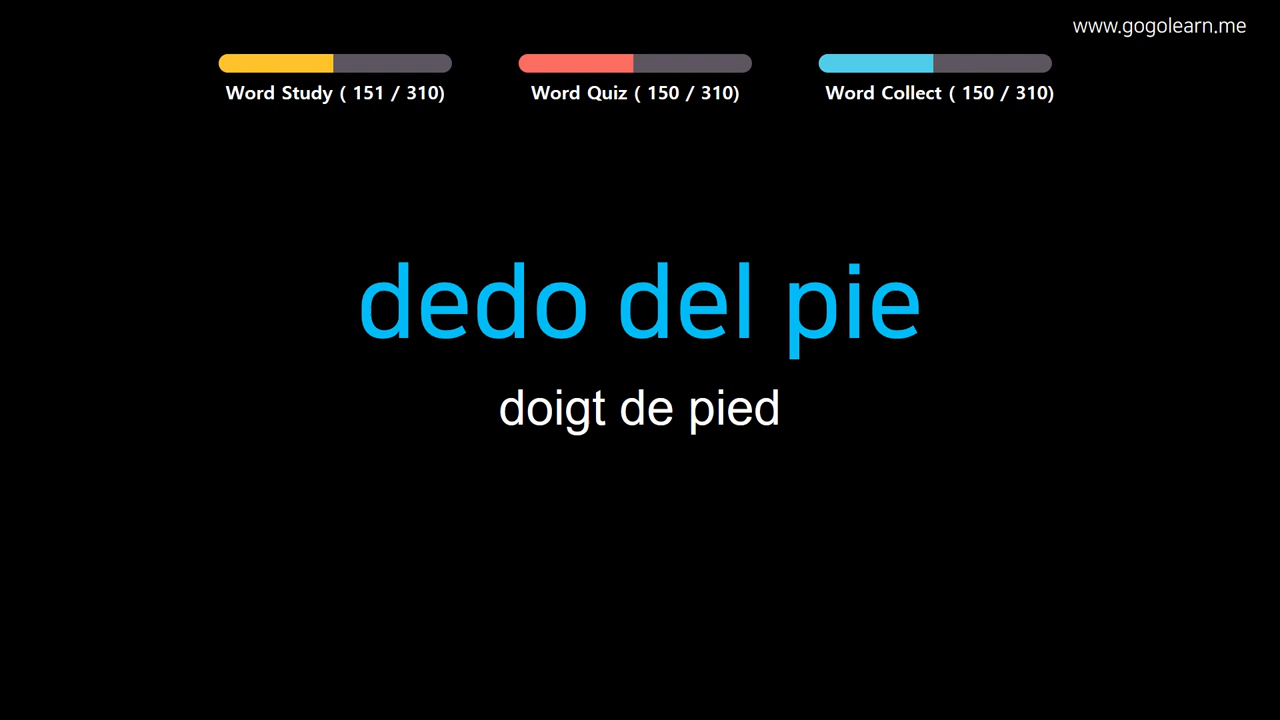 www.gogolearn.me
Word Study ( 151 / 310)
Word Quiz ( 150 / 310)
Word Collect ( 150 / 310)
dedo del pie
doigt de pied